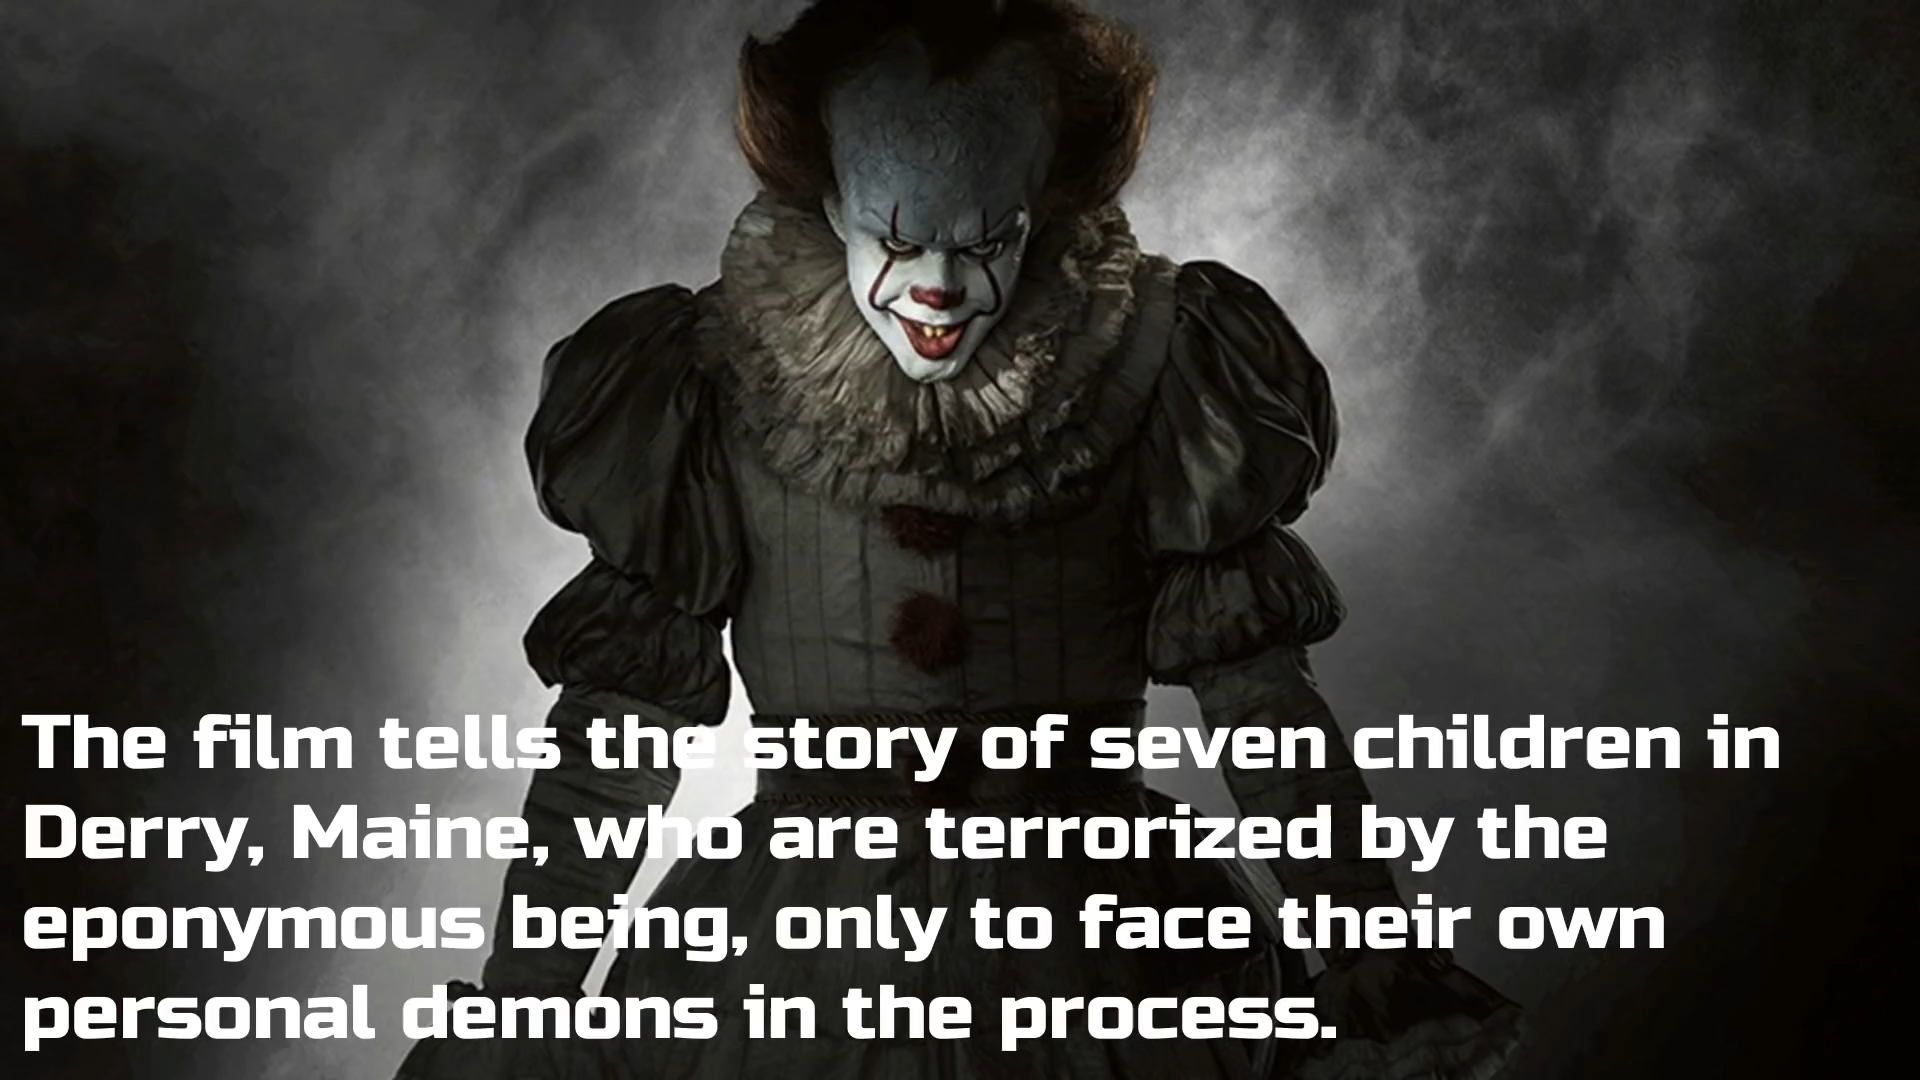 The film tells the story of seven children in
Derry, Maine, who are terrorized by the
eponymous being, only to face their own
personal demons in the process.